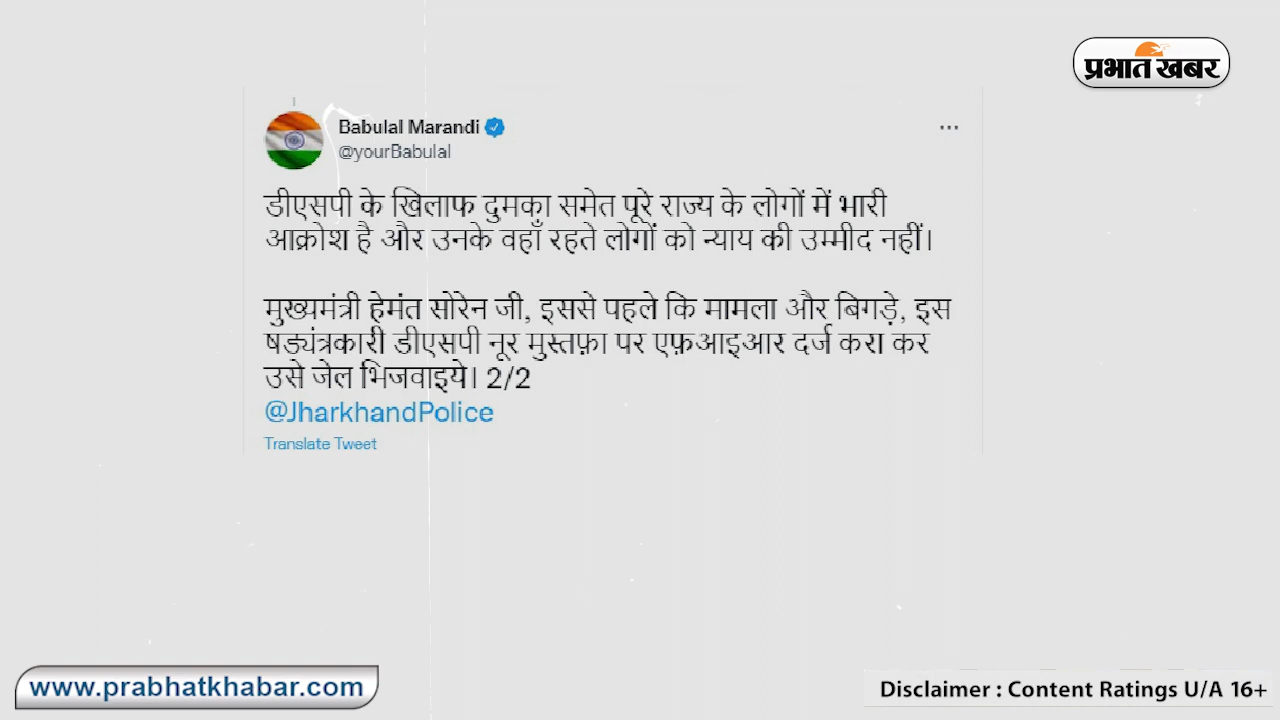 प्रभात खबर
Babulal Marandi
@yourBabulal
डीएसपी के खिलाफ दुमका समेत पूरे राज्य के लोगों में भारी
आक्रोश है और उनके वहाँ रहते लोगों को न्याय की उम्मीद नहीं।
मुख्यमंत्री हेमंत सोरेन जी, इससे पहले कि मामला और बिगड़े, इस
षड्यंत्रकारी डीएसपी नूर मुस्तफ़ा पर एफ़आइआर दर्ज करा कर
उसे जेल भिजवाइये। 2/2
@JharkhandPolice
Translate Tweet
www.prabhatkhabar.com
Disclaimer : Content Ratings U/A 16+